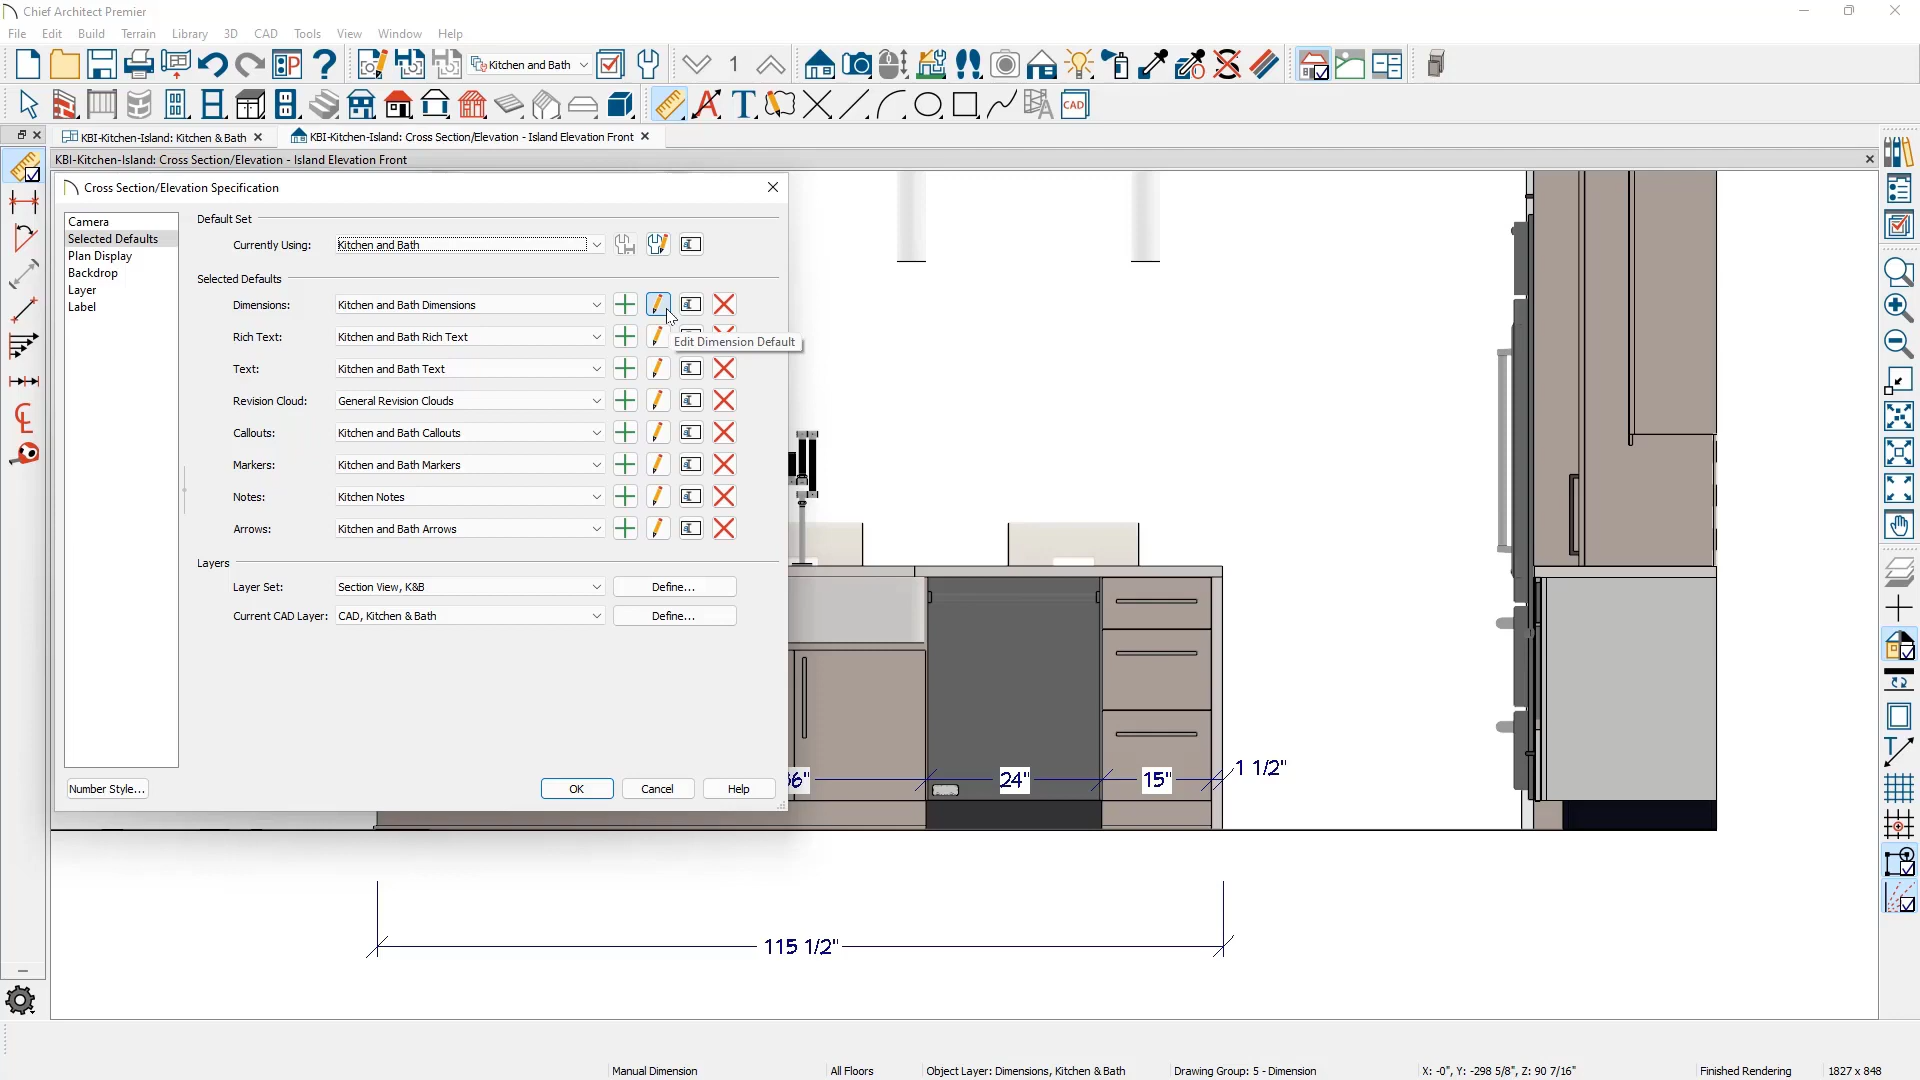 Chief Architect Premier
File Edit Build Terrain Library 3D CAD Tools View Window Help
Kitchen and Bath 1
T CAD
KBI-Kitchen-Island: Kitchen & Bath KBI-Kitchen-Island: Cross Section/Elevation - Island Elevation Front
KBI-Kitchen-Island: Cross Section/Elevation - Island Elevation Front
Cross Section/Elevation Specification
Camera
Selected Defaults
Plan Display
Backdrop
Layer
Label
Default Set
Currently Using: Kitchen and Bath
Selected Defaults
Dimensions: Kitchen and Bath Dimensions
Rich Text: Kitchen and Bath Rich Text
Edit Dimension Default
Text: Kitchen and Bath Text
Revision Cloud: General Revision Clouds
Callouts: Kitchen and Bath Callouts
Markers: Kitchen and Bath Markers
Notes: Kitchen Notes
Arrows: Kitchen and Bath Arrows
Layers
Layer Set: Section View, K&B Define...
Current CAD Layer: CAD, Kitchen & Bath Define...
Number Style... OK Cancel Help
6" 24" 15" 1 1/2"
115 1/2"
Manual Dimension All Floors Object Layer: Dimensions, Kitchen & Bath Drawing Group: 5 - Dimension X: -0", Y: -298 5/8", Z: 90 7/16" Finished Rendering 1827 x 848